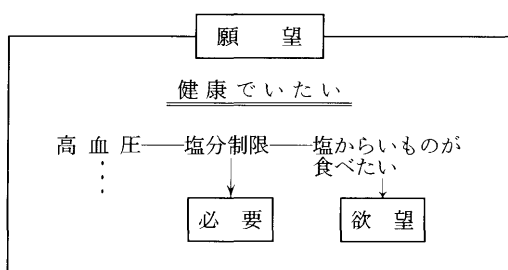 願望
健康でいたい
高血圧 塩分制限 塩からいものが
食べたい
必要 欲望